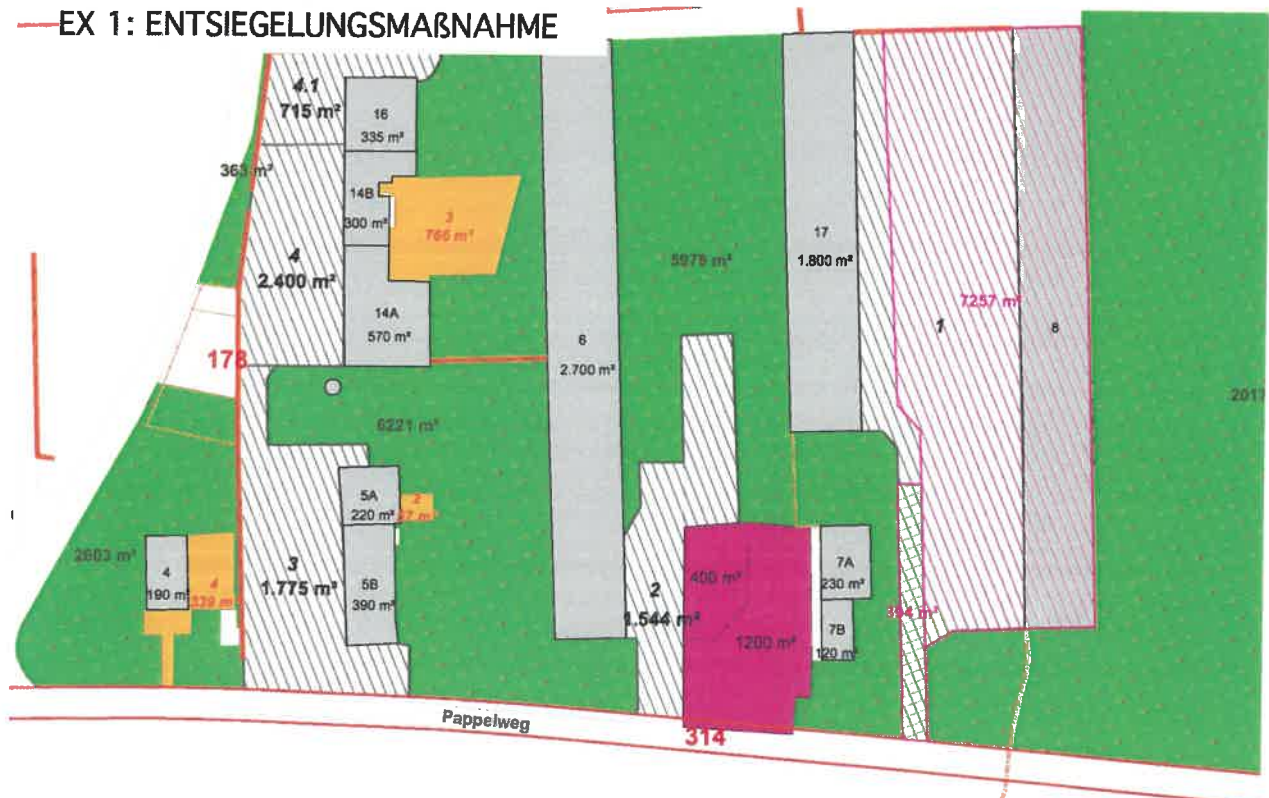 EX 1: ENTSIEGELUNGSMAßNAHME
4.1
715 m²
16
335 m²
363 m²
14B
300 m²
3
766 m²
4
2.400 m²
14A
570 m²
178
6
2.700 m²
5979 m²
17
1.800 m²
7257 m²
1
8
2017
6221 m²
5A
220 m²
2
5B
390 m²
3
1.775 m²
2603 m²
4
190 m²
4
339 m²
2
1.544 m²
400 m²
1200 m²
7A
230 m²
7B
120 m²
394 m²
Pappelweg
314